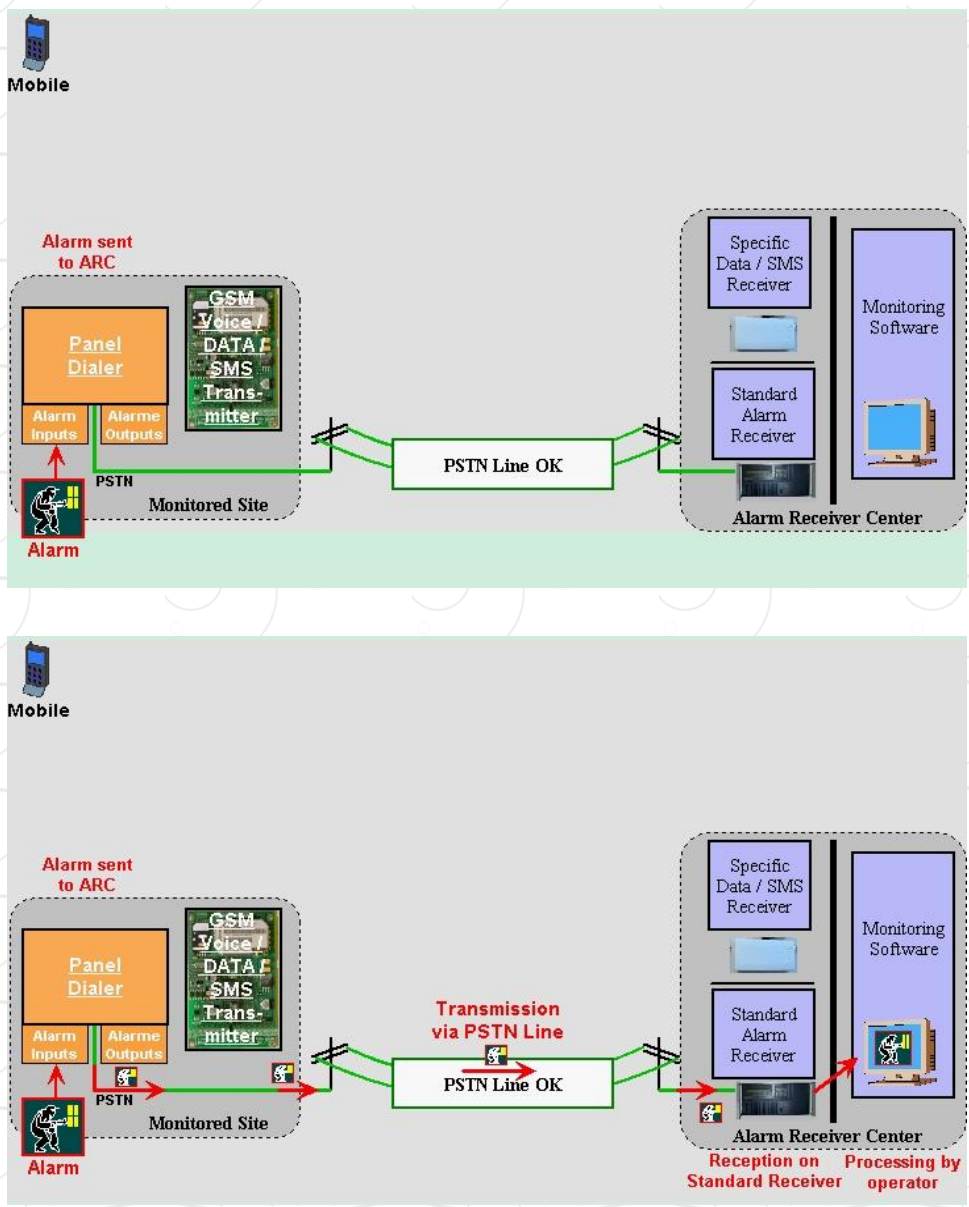 Mobile
Alarm sent
to ARC
Panel
Dialer
Alarm
Inputs
Alarme
Outputs
GSM
Voice /
DATA /
SMS
Trans-
mitter
PSTN
Monitored Site
Alarm
PSTN Line OK
Specific
Data / SMS
Receiver
Standard
Alarm
Receiver
Monitoring
Software
Alarm Receiver Center
Mobile
Alarm sent
to ARC
Panel
Dialer
Alarm
Inputs
Alarme
Outputs
GSM
Voice /
DATA /
SMS
Trans-
mitter
PSTN
Monitored Site
Alarm
Transmission
via PSTN Line
PSTN Line OK
Specific
Data / SMS
Receiver
Standard
Alarm
Receiver
Monitoring
Software
Alarm Receiver Center
Reception on
Standard Receiver
Processing by
operator